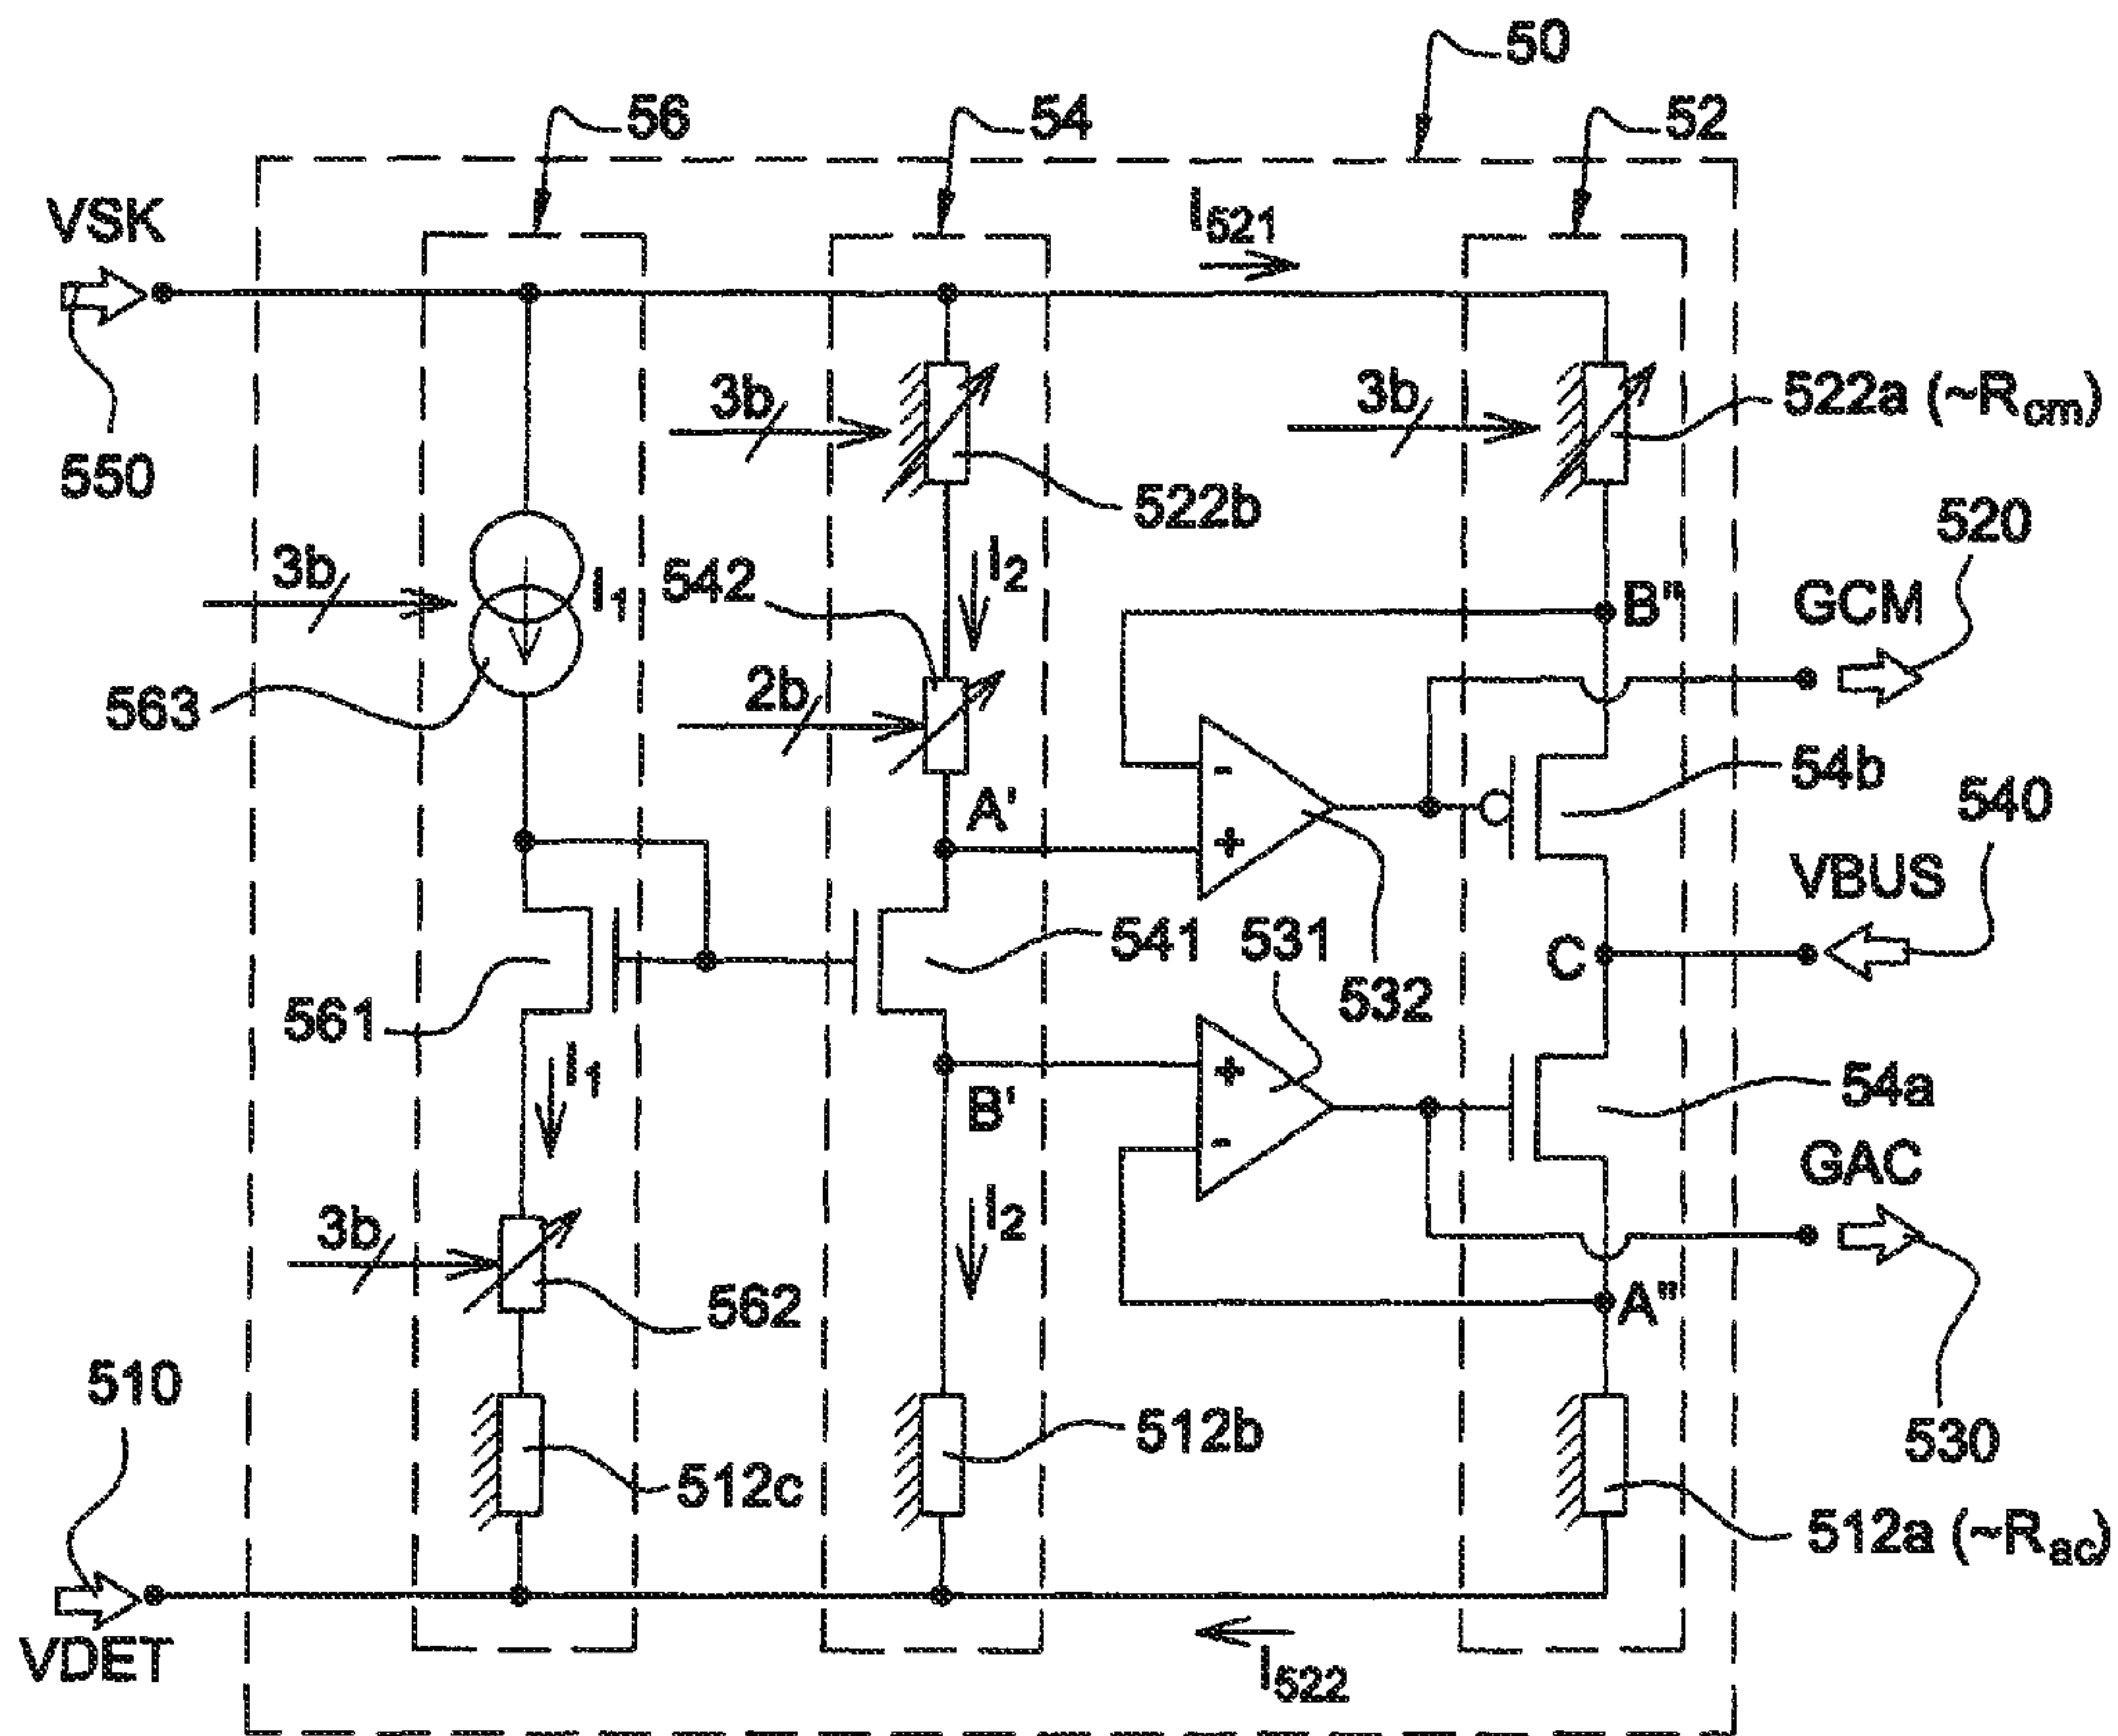 50
56
54
52
VSK
I521
3b
3b
522a (~Rcm)
550
522b
520
3b
I1
542
I2
B"
GCM
563
2b
54b
A'
-
+
540
VBUS
541
531
C
561
532
I1
B'
+
-
54a
GAC
3b
I2
562
A"
510
512b
530
512c
512a (~Rac)
VDET
I522